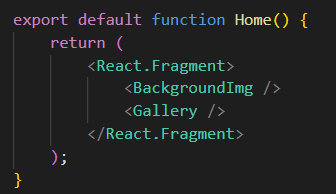 export default function Home() {
    return (
        <React.Fragment>
            <BackgroundImg />
            <Gallery />
        </React.Fragment>
    );
}